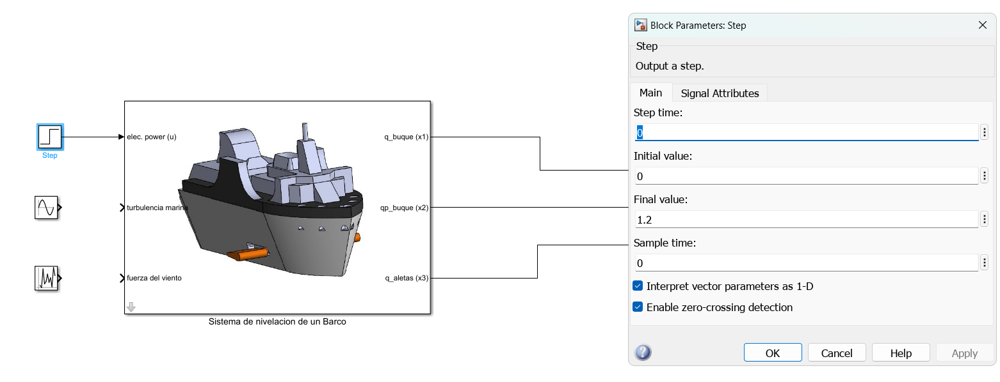 Step
elec. power (u)
turbulencia marina
fuerza del viento
q_buque (x1)
qp_buque (x2)
q_aletas (x3)
Sistema de nivelacion de un Barco
Block Parameters: Step
Step
Output a step.
Main
Signal Attributes
Step time:
0
Initial value:
0
Final value:
1.2
Sample time:
0
Interpret vector parameters as 1-D
Enable zero-crossing detection
?
OK
Cancel
Help
Apply